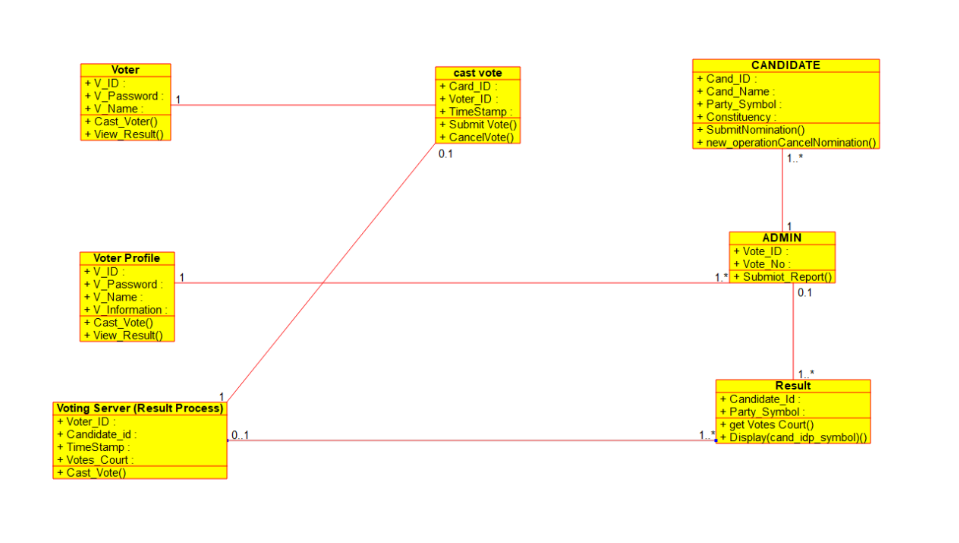 Voter
+ V_ID :
+ V_Password :
+ V_Name :
+ Cast_Voter()
+ View_Result()
1
cast vote
+ Card_ID :
+ Voter_ID :
+ TimeStamp :
+ Submit Vote()
+ CancelVote()
0.1
CANDIDATE
+ Cand_ID :
+ Cand_Name :
+ Party_Symbol :
+ Constituency :
+ SubmitNomination()
+ new_operationCancelNomination()
1..*
1
ADMIN
+ Vote_ID :
+ Vote_No :
+ Submiot_Report()
0.1
Voter Profile
+ V_ID :
+ V_Password :
+ V_Name :
+ V_Information :
+ Cast_Vote()
+ View_Result()
1
1.*
1
Voting Server (Result Process)
+ Voter_ID :
+ Candidate_id :
+ TimeStamp :
+ Votes_Court :
+ Cast_Vote()
0..1
1..*
1..*
Result
+ Candidate_Id :
+ Party_Symbol :
+ get Votes Court()
+ Display(cand_idp_symbol)()